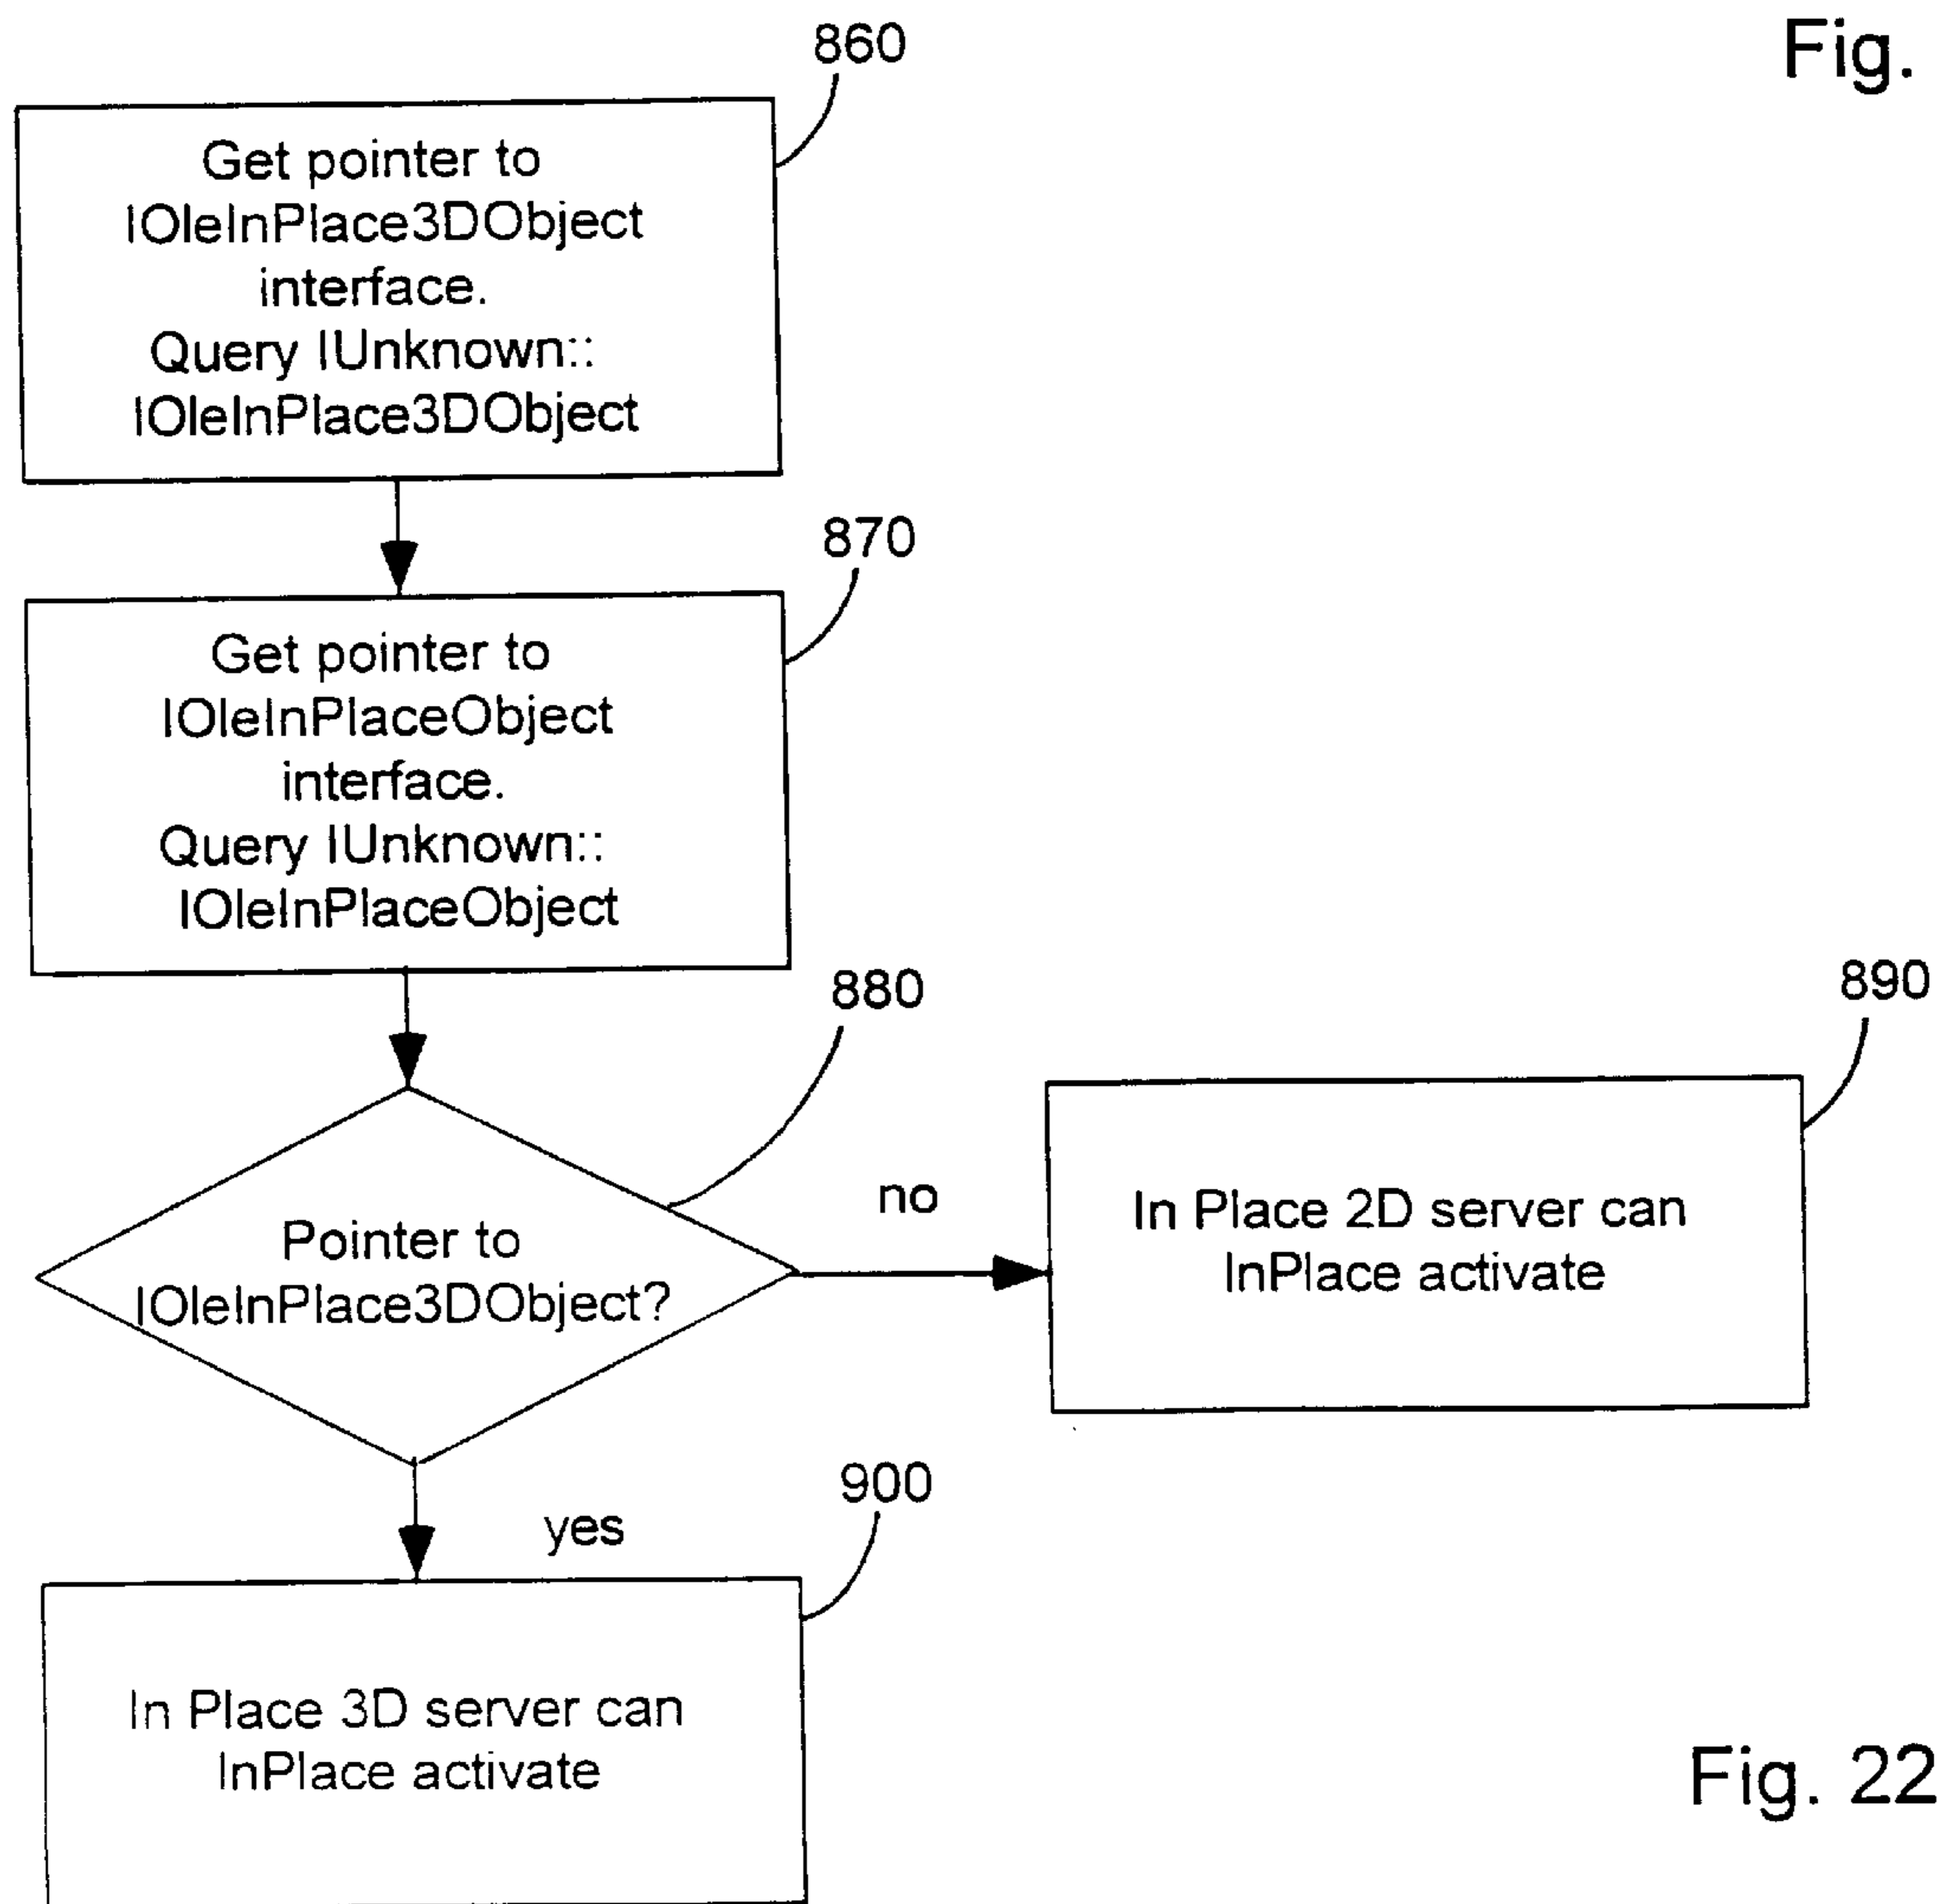 Fig.
860
Get pointer to
IOleInPlace3DObject
interface.
Query IUnknown::
IOleInPlace3DObject
870
Get pointer to
IOleInPlaceObject
interface.
Query IUnknown::
IOleInPlaceObject
880
Pointer to
IOleInPlace3DObject?
no
890
In Place 2D server can
InPlace activate
yes
900
In Place 3D server can
InPlace activate
Fig. 22